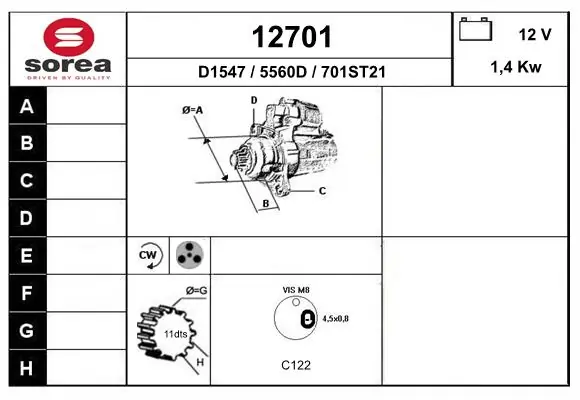 sorea
DRIVEN BY QUALITY
12701
D1547 / 5560D / 701ST21
12 V
1,4 Kw
A
B
C
D
E
F
G
H
Ø=A
D
C
B
CW
Ø=G
11dts
H
VIS M8
4,5x0,8
C122